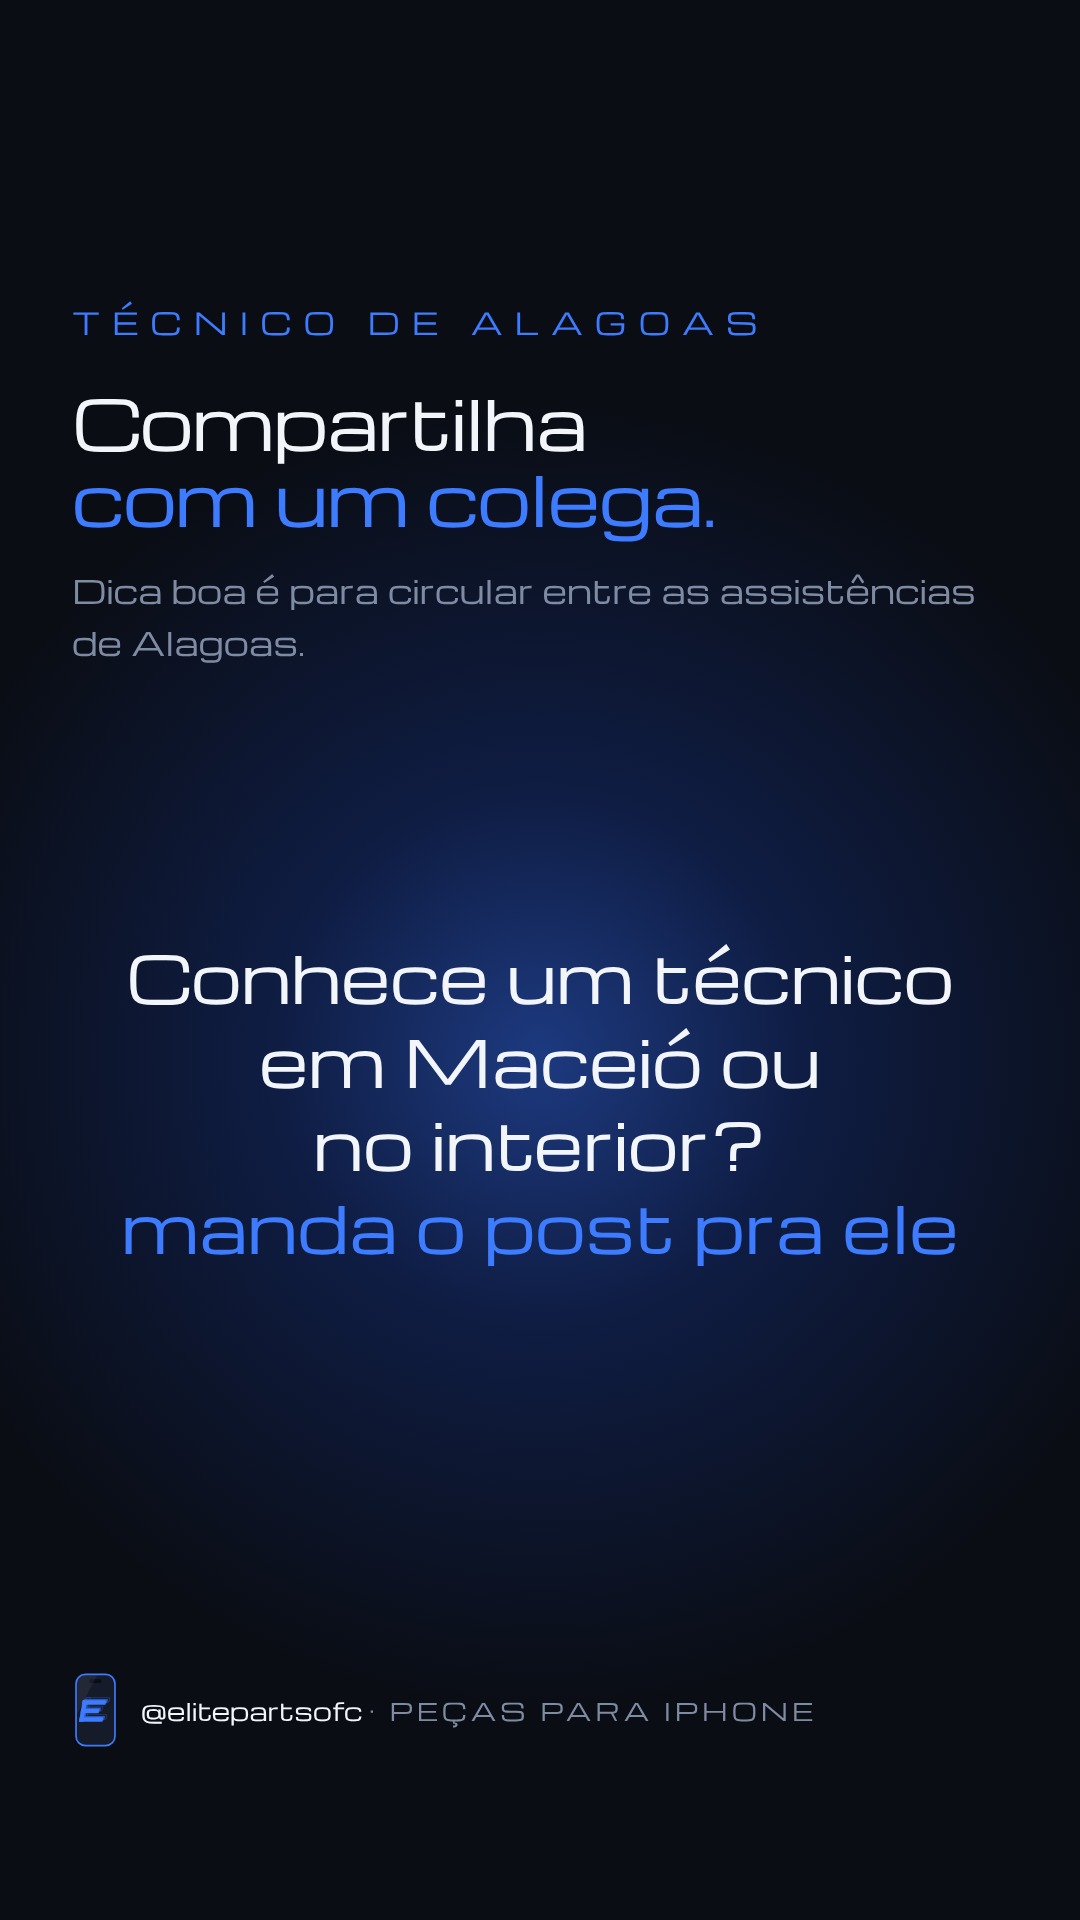 TÉCNICO DE ALAGOAS
Compartilha
com um colega.
Dica boa é para circular entre as assistências
de Alagoas.
Conhece um técnico
em Maceió ou
no interior?
manda o post pra ele
E
@elitepartsofc · PEÇAS PARA IPHONE